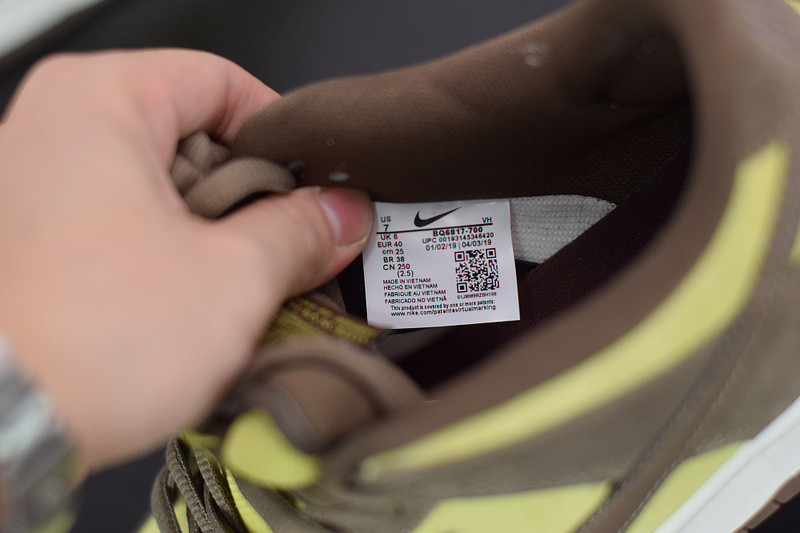 US
7
VH
UK 6
BQ6817-700
EUR 40
UPC 00193145346420
cm 25
01/02/19 | 04/03/19
BR 38
CN 250
(2.5)
MADE IN VIETNAM
HECHO EN VIETNAM
FABRIQUE AU VIETNAM
FABRICADO NO VIETNÃ
This product is covered by one or more patents:
www.nike.com/patentsvirtualmarking